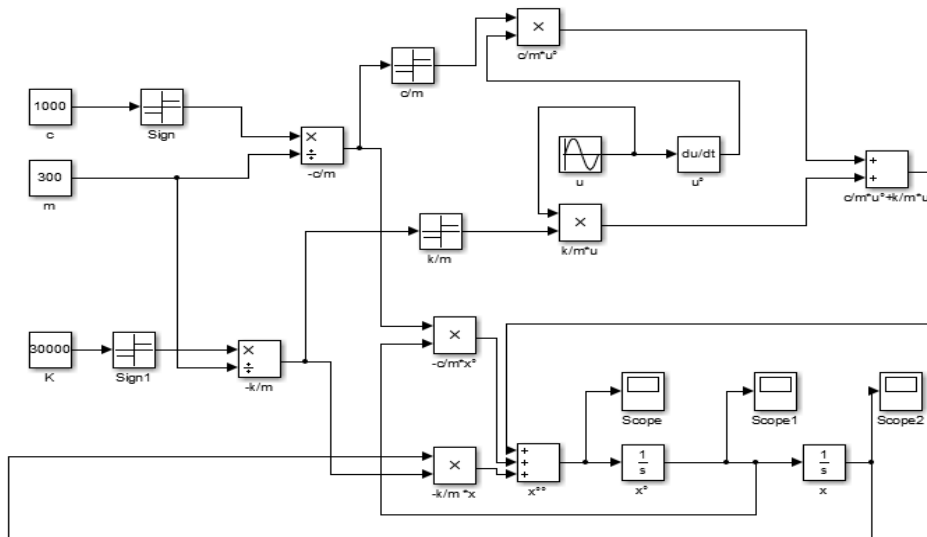 c/m*u°
c/m
1000
c
Sign
-c/m
300
m
u
du/dt
u°
c/m*u°+k/m*u
k/m
k/m*u
30000
K
Sign1
-k/m
-c/m*x°
Scope
Scope1
Scope2
-k/m *x
x°°
1
s
x°
1
s
x